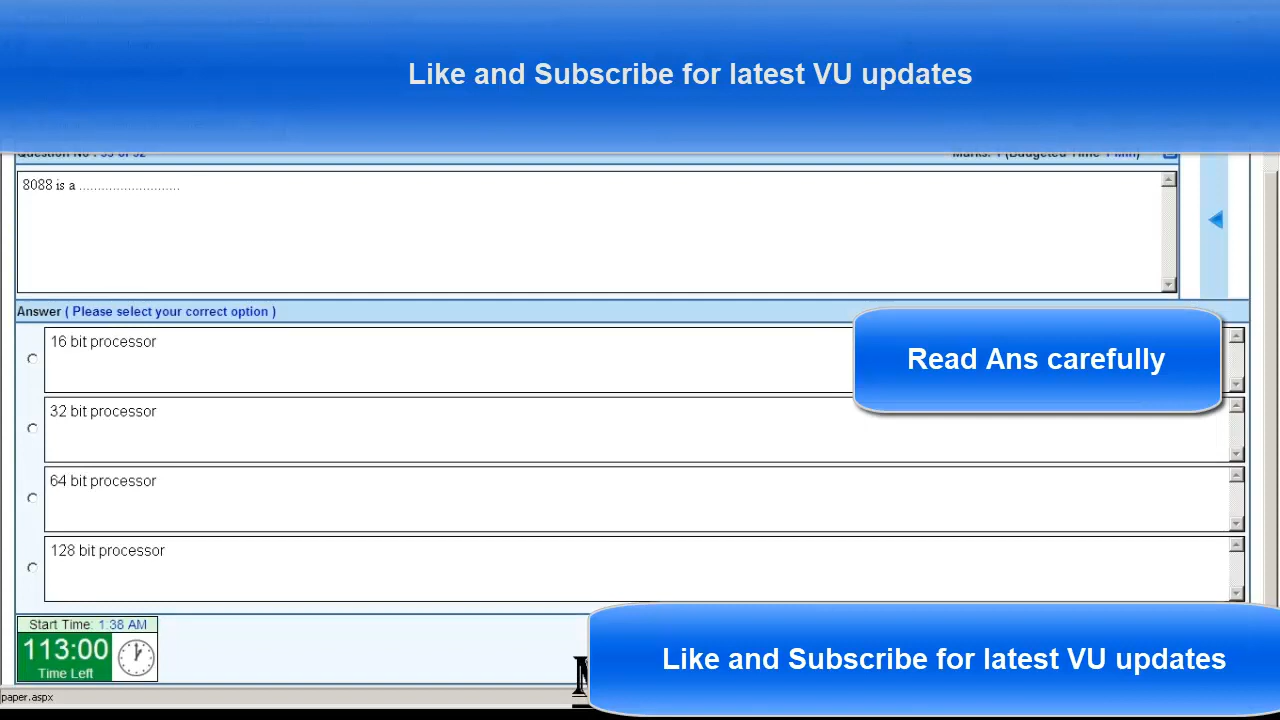 Like and Subscribe for latest VU updates
8088 is a ...........................
Answer ( Please select your correct option )
16 bit processor
Read Ans carefully
32 bit processor
64 bit processor
128 bit processor
Start Time: 1:38 AM
113:00
Time Left
Like and Subscribe for latest VU updates
paper.aspx